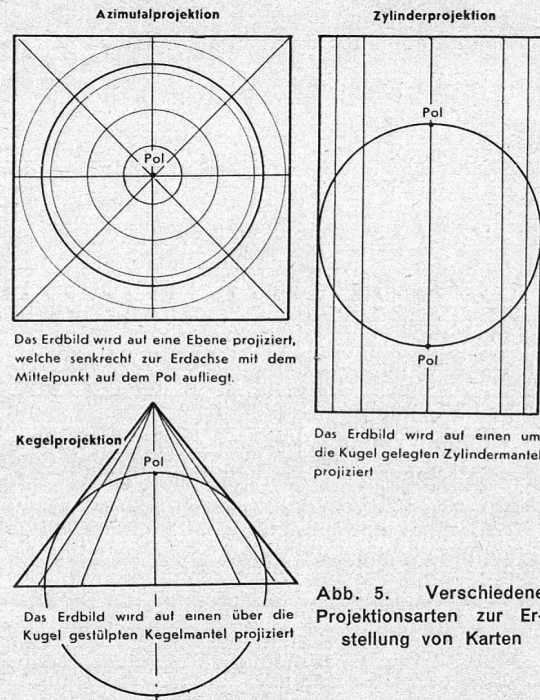 Azimutalprojektion
Pol
Das Erdbild wird auf eine Ebene projiziert,
welche senkrecht zur Erdachse mit dem
Mittelpunkt auf dem Pol aufliegt.
Zylinderprojektion
Pol
Pol
Das Erdbild wird auf einen um
die Kugel gelegten Zylindermantel
projiziert
Kegelprojektion
Pol
Das Erdbild wird auf einen über die
Kugel gestülpten Kegelmantel projiziert
Abb. 5. Verschiedene
Projektionsarten zur Er-
stellung von Karten